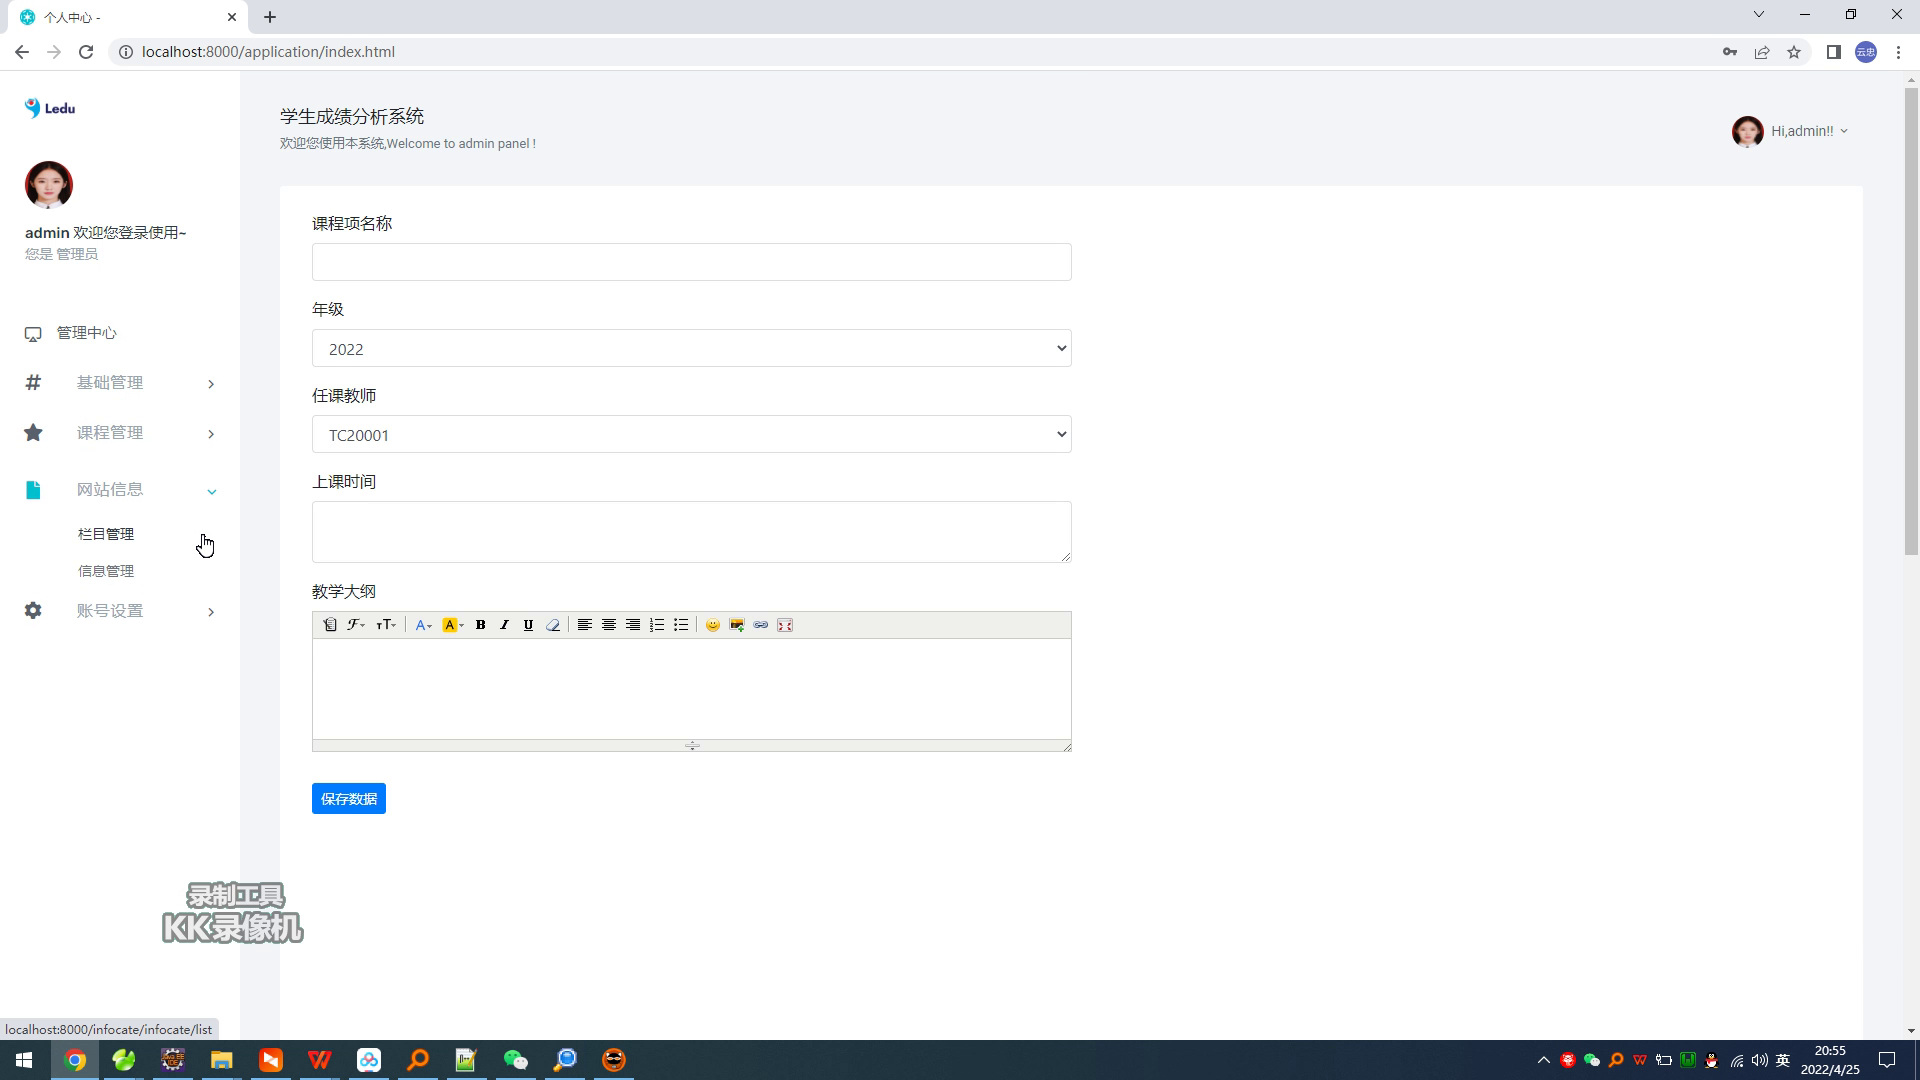 个人中心 -
localhost:8000/application/index.html
云忠
Ledu
学生成绩分析系统
欢迎您使用本系统,Welcome to admin panel !
Hi,admin!!
admin 欢迎您登录使用~
您是 管理员
管理中心
基础管理
课程管理
网站信息
栏目管理
信息管理
账号设置
课程项名称
年级
2022
任课教师
TC20001
上课时间
教学大纲
保存数据
录制工具
KK录像机
localhost:8000/infocate/infocate/list
英
20:55
2022/4/25